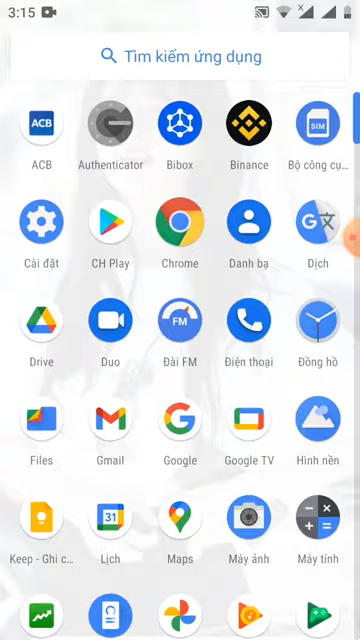 3:15
Tìm kiếm ứng dụng
ACB
SIM
ACB Authenticator Bibox Binance Bộ công cụ...
G文
Cài đặt CH Play Chrome Danh bạ Dịch
FM
Drive Duo Đài FM Điện thoại Đồng hồ
Files Gmail Google Google TV Hình nền
31
Keep - Ghi c... Lịch Maps Máy ảnh Máy tính